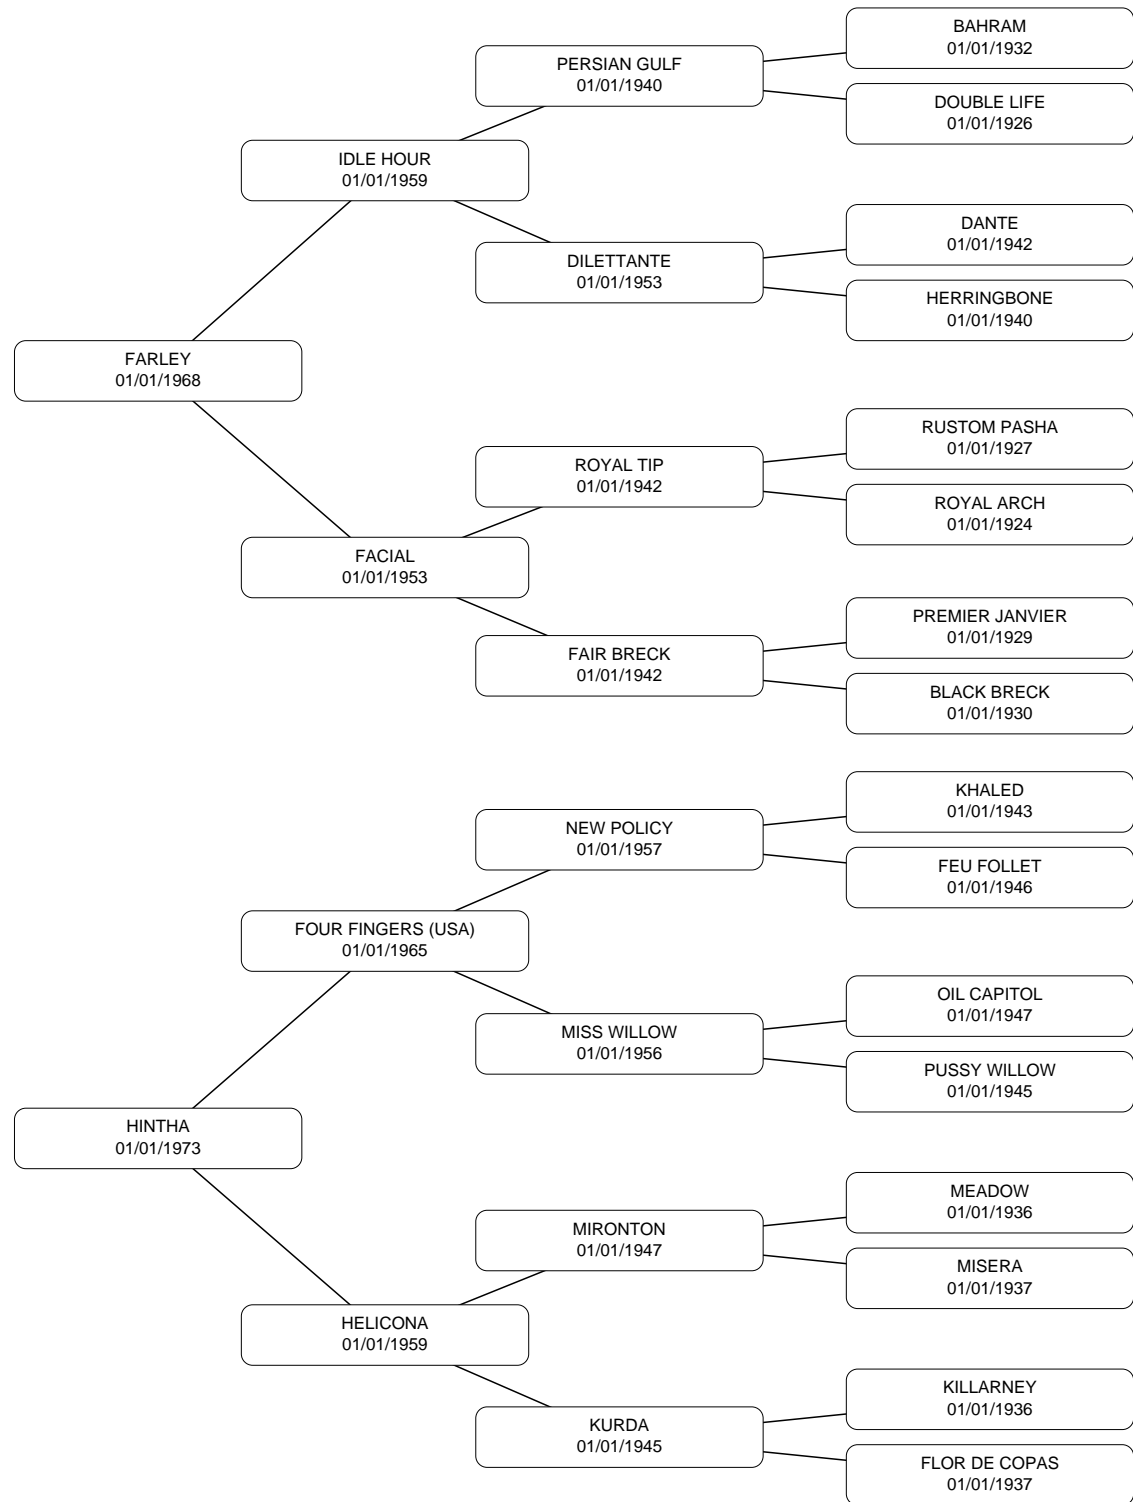 BAHRAM
01/01/1932
PERSIAN GULF
01/01/1940
DOUBLE LIFE
01/01/1926
IDLE HOUR
01/01/1959
DANTE
01/01/1942
DILETTANTE
01/01/1953
HERRINGBONE
01/01/1940
FARLEY
01/01/1968
RUSTOM PASHA
01/01/1927
ROYAL TIP
01/01/1942
ROYAL ARCH
01/01/1924
FACIAL
01/01/1953
PREMIER JANVIER
01/01/1929
FAIR BRECK
01/01/1942
BLACK BRECK
01/01/1930
KHALED
01/01/1943
NEW POLICY
01/01/1957
FEU FOLLET
01/01/1946
FOUR FINGERS (USA)
01/01/1965
OIL CAPITOL
01/01/1947
MISS WILLOW
01/01/1956
PUSSY WILLOW
01/01/1945
HINTHA
01/01/1973
MEADOW
01/01/1936
MIRONTON
01/01/1947
MISERA
01/01/1937
HELICONA
01/01/1959
KILLARNEY
01/01/1936
KURDA
01/01/1945
FLOR DE COPAS
01/01/1937